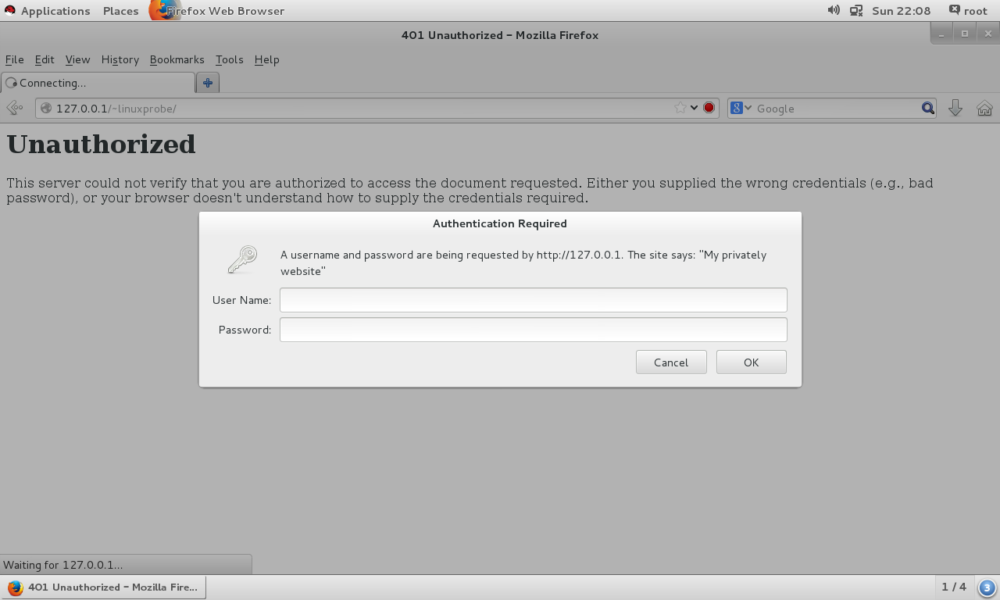 Applications Places Firefox Web Browser Sun 22:08 root
401 Unauthorized - Mozilla Firefox
File Edit View History Bookmarks Tools Help
Connecting...
127.0.0.1/~linuxprobe/ 8 Google
Unauthorized
This server could not verify that you are authorized to access the document requested. Either you supplied the wrong credentials (e.g., bad
password), or your browser doesn't understand how to supply the credentials required.
Authentication Required
A username and password are being requested by http://127.0.0.1. The site says: "My privately
website"
User Name:
Password:
Cancel OK
Waiting for 127.0.0.1...
401 Unauthorized - Mozilla Fire... 1 / 4 3